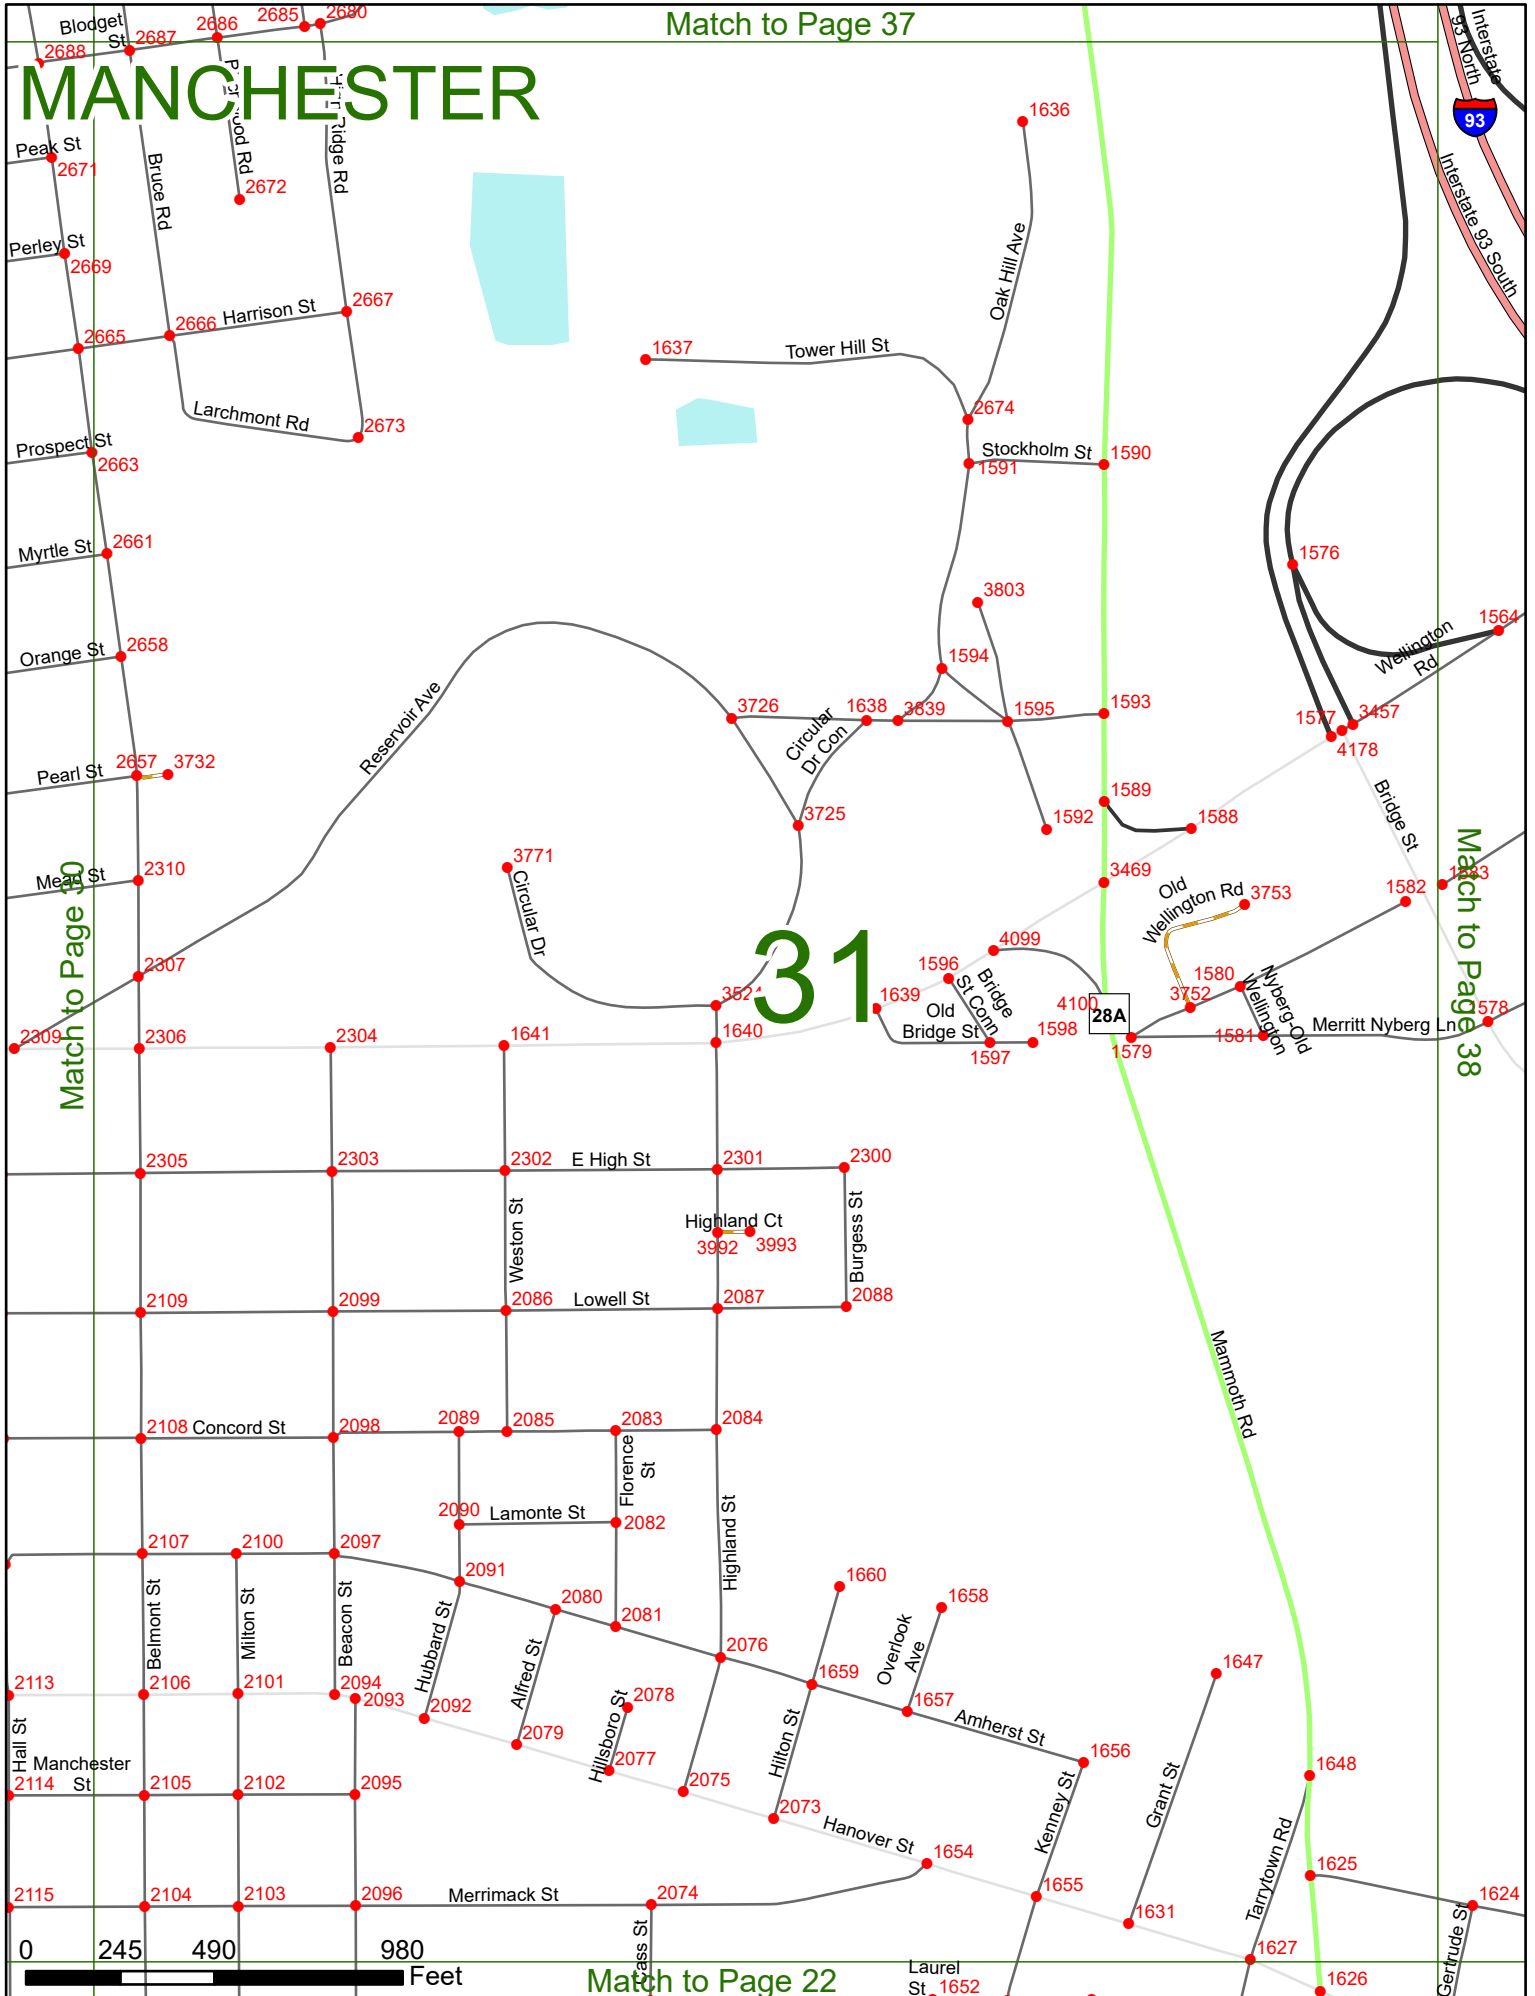 Match to Page 37
Blodget
St
2688
2687
2686
2685
2680
MANCHESTER
Interstate
93 North
93
Interstate 93 South
1636
Peak St
2671
Bruce Rd
2672
Ridge Rd
Perley St
2669
Oak Hill Ave
2665
2666
Harrison St
2667
1637
Tower Hill St
Larchmont Rd
2673
2674
Prospect St
2663
Stockholm St
1591
1590
Myrtle St
2661
1576
3803
1564
Wellington
Rd
Orange St
2658
1594
Reservoir Ave
3726
1638
3839
1595
1593
1577
3457
4178
Circular
Dr Con
Pearl St
2657
3732
1589
1588
1592
Bridge St
3725
Mead St
2310
3771
Circular Dr
3469
Old
Wellington Rd
3753
1582
1583
Match to Page 30
Match to Page 38
2307
31
4099
1596
Bridge
St Conn
1639
Old
Bridge St
1597
1598
4100
28A
1579
3752
1580
Nyberg-Old
Wellington
1581
Merritt Nyberg Ln
578
3524
2309
2306
2304
1641
1640
2305
2303
2302
E High St
2301
2300
Weston St
Highland Ct
3992
3993
Burgess St
2109
2099
2086
Lowell St
2087
2088
Mammoth Rd
2108
Concord St
2098
2089
2085
2083
2084
Florence
St
2090
Lamonte St
2082
Highland St
2107
2100
2097
2091
2080
2081
2076
1660
1658
Belmont St
Milton St
Beacon St
Hubbard St
Alfred St
Overlook
Ave
1659
1657
1647
2113
2106
2101
2094
2093
2092
2079
Hillsboro St
2078
2077
Hilton St
Amherst St
1656
1648
Hall St
Manchester
St
2114
2105
2102
2095
2075
2073
Hanover St
Kenney St
Grant St
Tarrytown Rd
1654
1625
2115
2104
2103
2096
Merrimack St
2074
1655
1631
1624
Gertrude St
1627
0 245 490 980
Feet
Cass St
Match to Page 22
Laurel
St
1652
1626